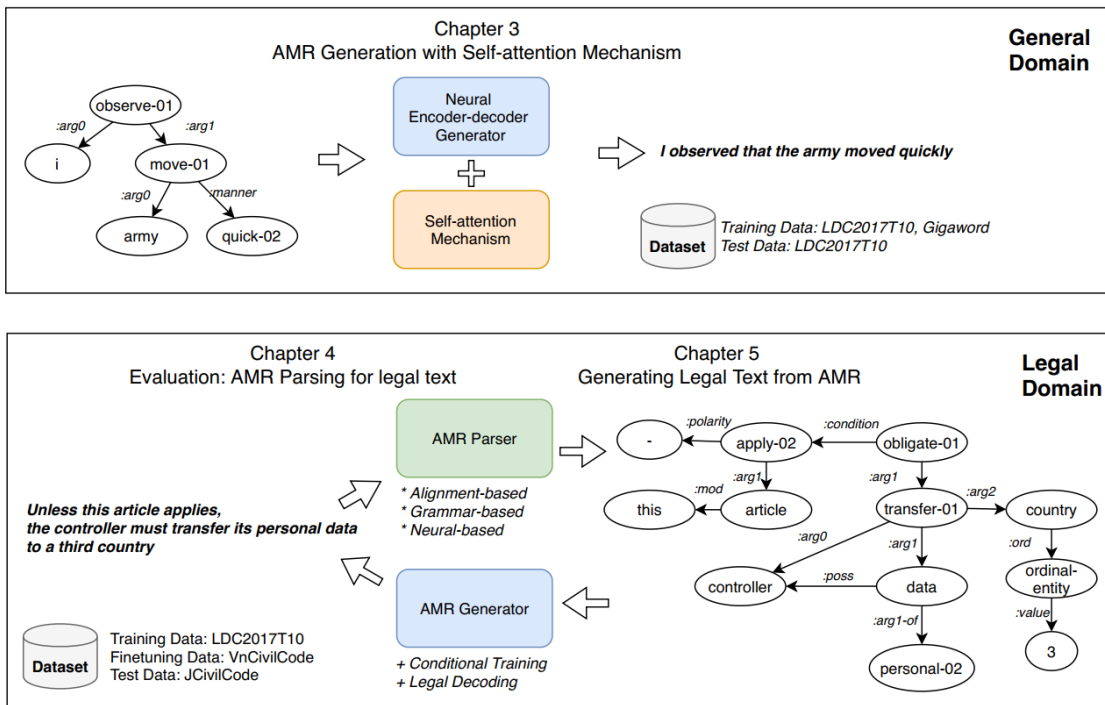 Chapter 3
AMR Generation with Self-attention Mechanism
General
Domain
observe-01
:arg0
:arg1
i
move-01
:arg0
:manner
army
quick-02
Neural
Encoder-decoder
Generator
Self-attention
Mechanism
I observed that the army moved quickly
Dataset
Training Data: LDC2017T10, Gigaword
Test Data: LDC2017T10
Chapter 4
Evaluation: AMR Parsing for legal text
Chapter 5
Generating Legal Text from AMR
Legal
Domain
Unless this article applies,
the controller must transfer its personal data
to a third country
AMR Parser
* Alignment-based
* Grammar-based
* Neural-based
AMR Generator
+ Conditional Training
+ Legal Decoding
Dataset
Training Data: LDC2017T10
Finetuning Data: VnCivilCode
Test Data: JCivilCode
-
:polarity
apply-02
:condition
obligate-01
:arg1
:arg1
this
:mod
article
transfer-01
:arg2
country
:arg0
:arg1
:ord
controller
:poss
data
ordinal-
entity
:arg1-of
:value
personal-02
3